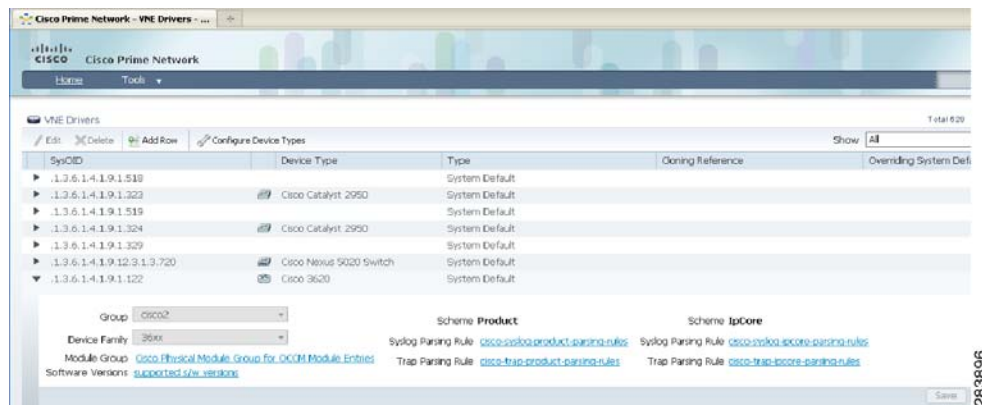 Cisco Prime Network - VNE Drivers - ...
CISCO Cisco Prime Network
Home Tools
VNE Drivers Total 620
Edit Delete Add Row Configure Device Types Show All
SysOID Device Type Type Cloning Reference Overriding System Defa
.1.3.6.1.4.1.9.1.518 System Default
.1.3.6.1.4.1.9.1.323 Cisco Catalyst 2950 System Default
.1.3.6.1.4.1.9.1.519 System Default
.1.3.6.1.4.1.9.1.324 Cisco Catalyst 2950 System Default
.1.3.6.1.4.1.9.1.329 System Default
.1.3.6.1.4.1.9.12.3.1.3.720 Cisco Nexus 5020 Switch System Default
.1.3.6.1.4.1.9.1.122 Cisco 3620 System Default
Group cisco2 Scheme Product Scheme IpCore
Device Family 36xx Syslog Parsing Rule cisco-syslog-product-parsing-rules Syslog Parsing Rule cisco-syslog-ipcore-parsing-rules
Module Group Cisco Physical Module Group for OCCM Module Entries Trap Parsing Rule cisco-trap-product-parsing-rules Trap Parsing Rule cisco-trap-ipcore-parsing-rules
Software Versions supported s/w versions
Save
283896